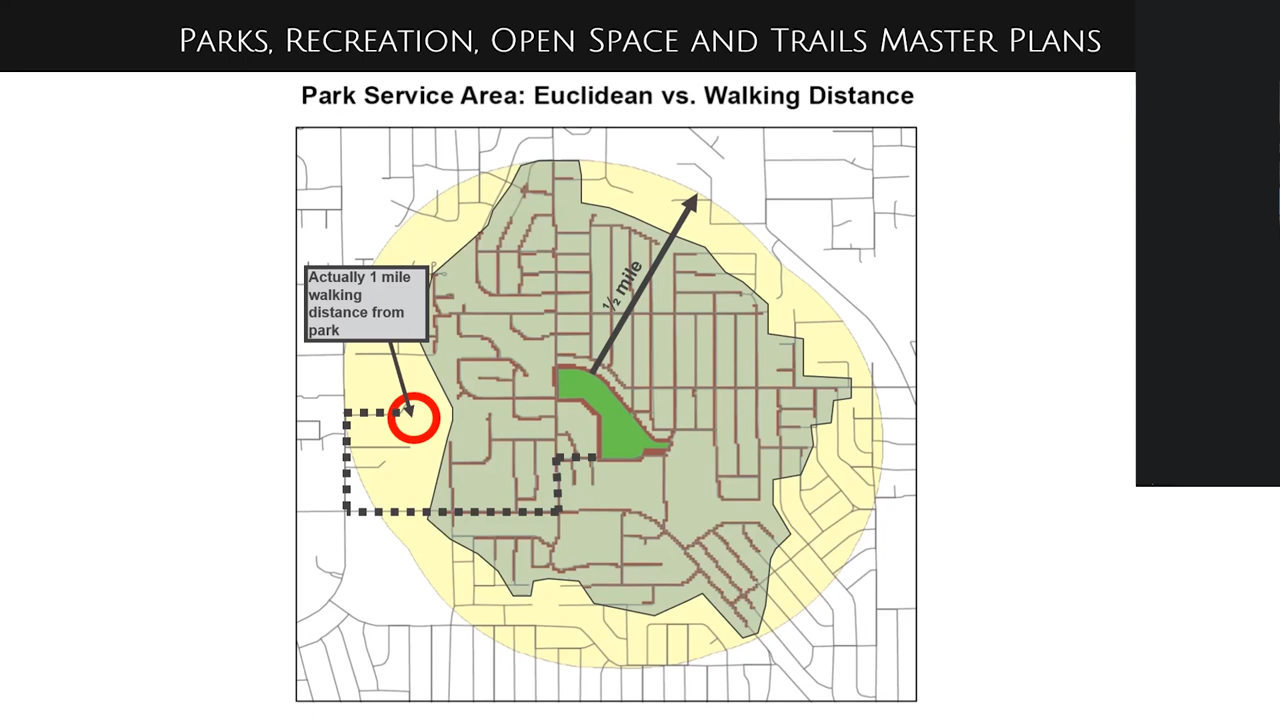 Parks, Recreation, Open Space and Trails Master Plans
Park Service Area: Euclidean vs. Walking Distance
½ mile
Actually 1 mile
walking
distance from
park